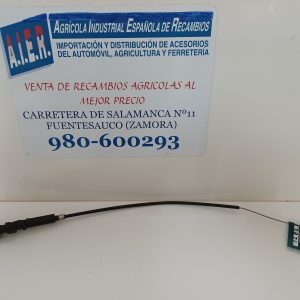 A.I.E.R.
AGRÍCOLA INDUSTRIAL ESPAÑOLA DE RECAMBIOS
IMPORTACIÓN Y DISTRIBUCIÓN DE ACCESORIOS
DEL AUTOMÓVIL, AGRICULTURA Y FERRETERÍA
VENTA DE RECAMBIOS AGRICOLAS AL
MEJOR PRECIO
CARRETERA DE SALAMANCA Nº11
FUENTESAUCO (ZAMORA)
980-600293